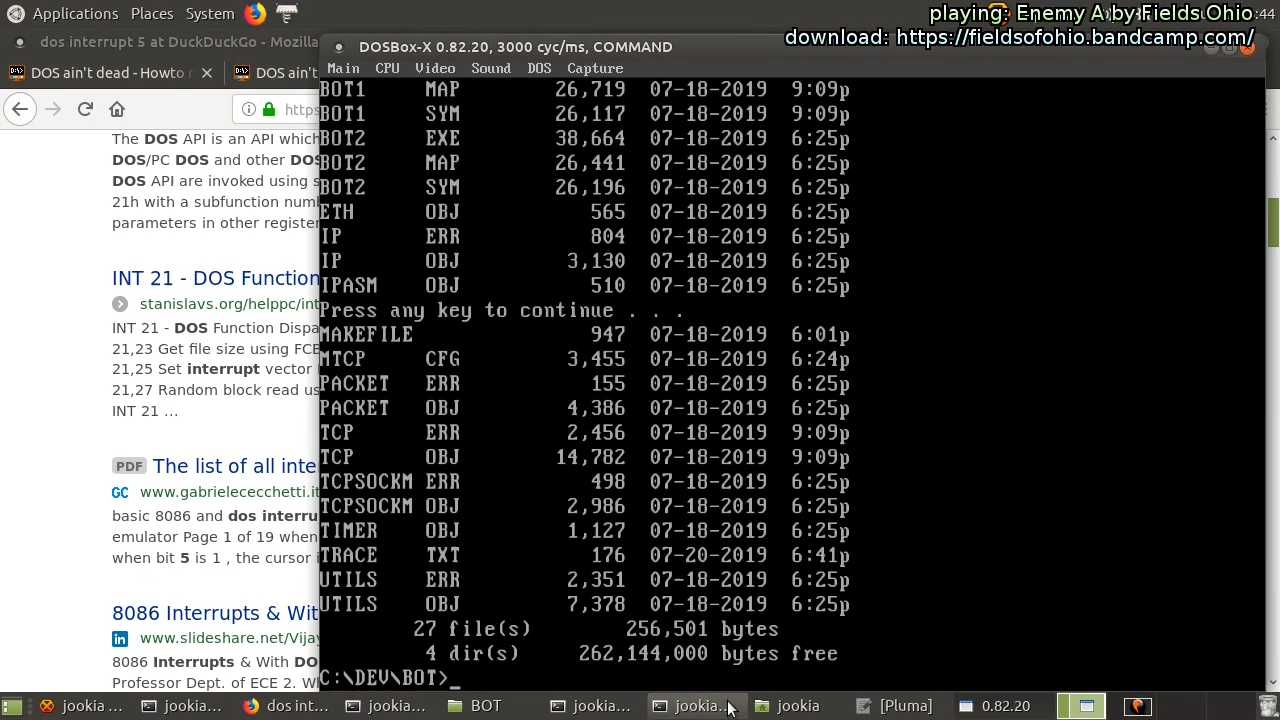 Applications Places System
:44
playing: Enemy A by Fields Ohio
download: https://fieldsofohio.bandcamp.com/
dos interrupt 5 at DuckDuckGo - Mozilla
DOSBox-X 0.82.20, 3000 cyc/ms, COMMAND
DOS ain't dead - Howto r
DOS ain't
Main CPU Video Sound DOS Capture
https
The DOS API is an API which
DOS/PC DOS and other DOS
DOS API are invoked using s
21h with a subfunction numb
parameters in other register
INT 21 - DOS Function
stanislavs.org/helppc/int
INT 21 - DOS Function Dispa
21,23 Get file size using FCB
21,25 Set interrupt vector
21,27 Random block read us
INT 21 ...
PDF The list of all inte
GC www.gabrielececchetti.it
basic 8086 and dos interru
emulator Page 1 of 19 when
when bit 5 is 1 , the cursor i
8086 Interrupts & Wit
in www.slideshare.net/Vijay
8086 Interrupts & With DO
Professor Dept. of ECE 2. Wh
BOT1 MAP 26,719 07-18-2019 9:09p
BOT1 SYM 26,117 07-18-2019 9:09p
BOT2 EXE 38,664 07-18-2019 6:25p
BOT2 MAP 26,441 07-18-2019 6:25p
BOT2 SYM 26,196 07-18-2019 6:25p
ETH OBJ 565 07-18-2019 6:25p
IP ERR 804 07-18-2019 6:25p
IP OBJ 3,130 07-18-2019 6:25p
IPASM OBJ 510 07-18-2019 6:25p
Press any key to continue . . .
MAKEFILE 947 07-18-2019 6:01p
MTCP CFG 3,455 07-18-2019 6:24p
PACKET ERR 155 07-18-2019 6:25p
PACKET OBJ 4,386 07-18-2019 6:25p
TCP ERR 2,456 07-18-2019 9:09p
TCP OBJ 14,782 07-18-2019 9:09p
TCPSOCKM ERR 498 07-18-2019 6:25p
TCPSOCKM OBJ 2,986 07-18-2019 6:25p
TIMER OBJ 1,127 07-18-2019 6:25p
TRACE TXT 176 07-20-2019 6:41p
UTILS ERR 2,351 07-18-2019 6:25p
UTILS OBJ 7,378 07-18-2019 6:25p
27 file(s) 256,501 bytes
4 dir(s) 262,144,000 bytes free
C:\DEV\BOT>_
jookia ... jookia... dos int... jookia... BOT jookia... jookia... jookia [Pluma] 0.82.20